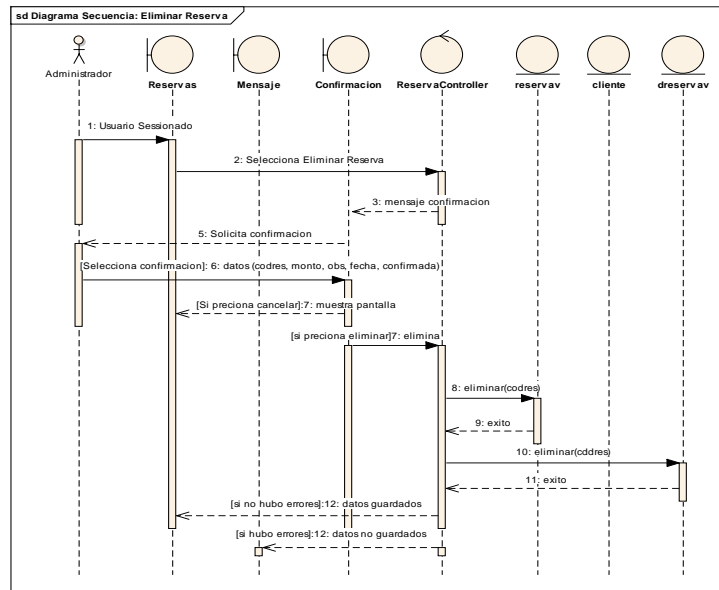 sd Diagrama Secuencia: Eliminar Reserva
Administrador
Reservas
Mensaje
Confirmacion
ReservaController
reservav
cliente
dreservav
1: Usuario Sessionado
2: Selecciona Eliminar Reserva
3: mensaje confirmacion
5: Solicita confirmacion
[Selecciona confirmacion]: 6: datos (codres, monto, obs, fecha, confirmada)
[Si preciona cancelar]:7: muestra pantalla
[si preciona eliminar]7: elimina
8: eliminar(codres)
9: exito
10: eliminar(cddres)
11: exito
[si no hubo errores]:12: datos guardados
[si hubo errores]:12: datos no guardados